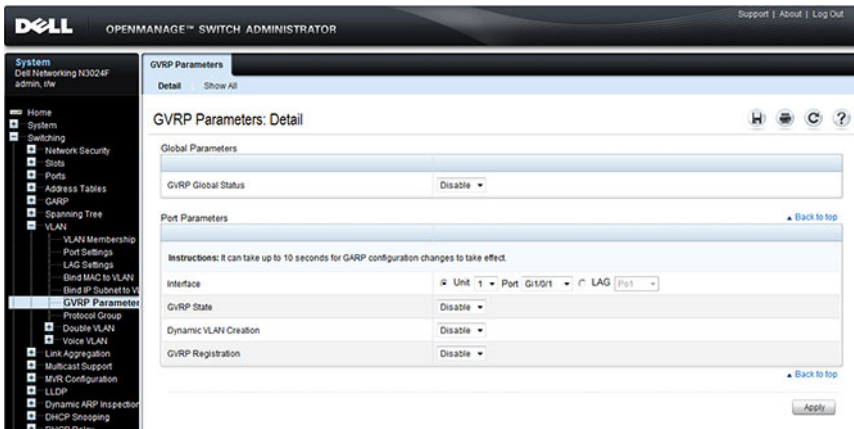 Support | About | Log Out
DELL OPENMANAGE™ SWITCH ADMINISTRATOR
System
Dell Networking N3024F
admin, r/w
Home
System
Switching
Network Security
Slots
Ports
Address Tables
GARP
Spanning Tree
VLAN
VLAN Membership
Port Settings
LAG Settings
Bind MAC to VLAN
Bind IP Subnet to VL
GVRP Parameter
Protocol Group
Double VLAN
Voice VLAN
Link Aggregation
Multicast Support
MVR Configuration
LLDP
Dynamic ARP Inspection
DHCP Snooping
DHCP Relay
GVRP Parameters
Detail Show All
GVRP Parameters: Detail
Global Parameters
GVRP Global Status Disable
Port Parameters ▲ Back to top
Instructions: It can take up to 10 seconds for GARP configuration changes to take effect.
Interface Unit 1 Port Gi1/0/1 LAG Po1
GVRP State Disable
Dynamic VLAN Creation Disable
GVRP Registration Disable
▲ Back to top
Apply